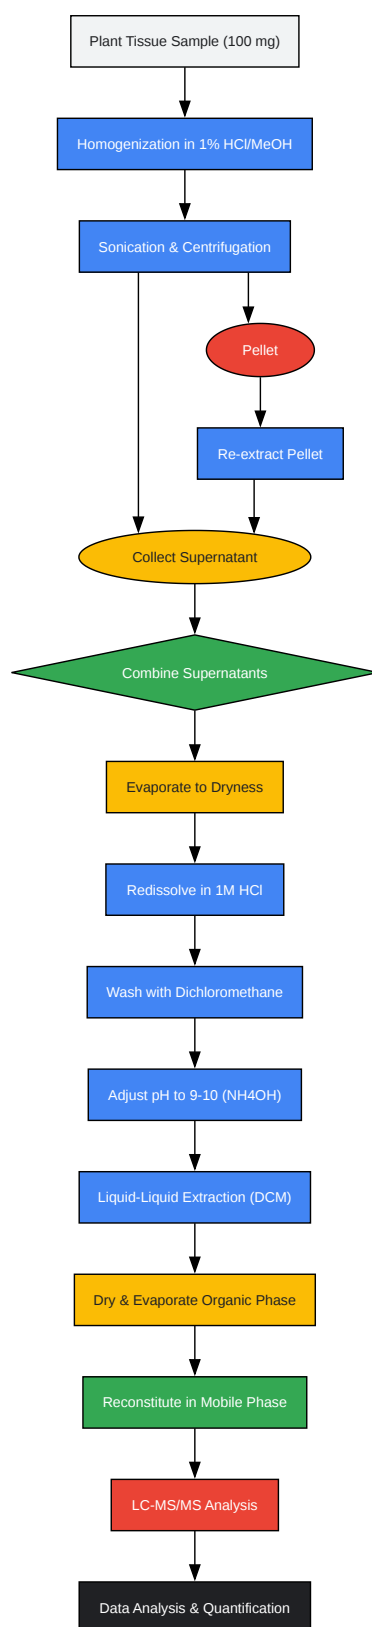 Plant Tissue Sample (100 mg)
Homogenization in 1% HCl/MeOH
Sonication & Centrifugation
Pellet
Re-extract Pellet
Collect Supernatant
Combine Supernatants
Evaporate to Dryness
Redissolve in 1M HCl
Wash with Dichloromethane
Adjust pH to 9-10 (NH4OH)
Liquid-Liquid Extraction (DCM)
Dry & Evaporate Organic Phase
Reconstitute in Mobile Phase
LC-MS/MS Analysis
Data Analysis & Quantification